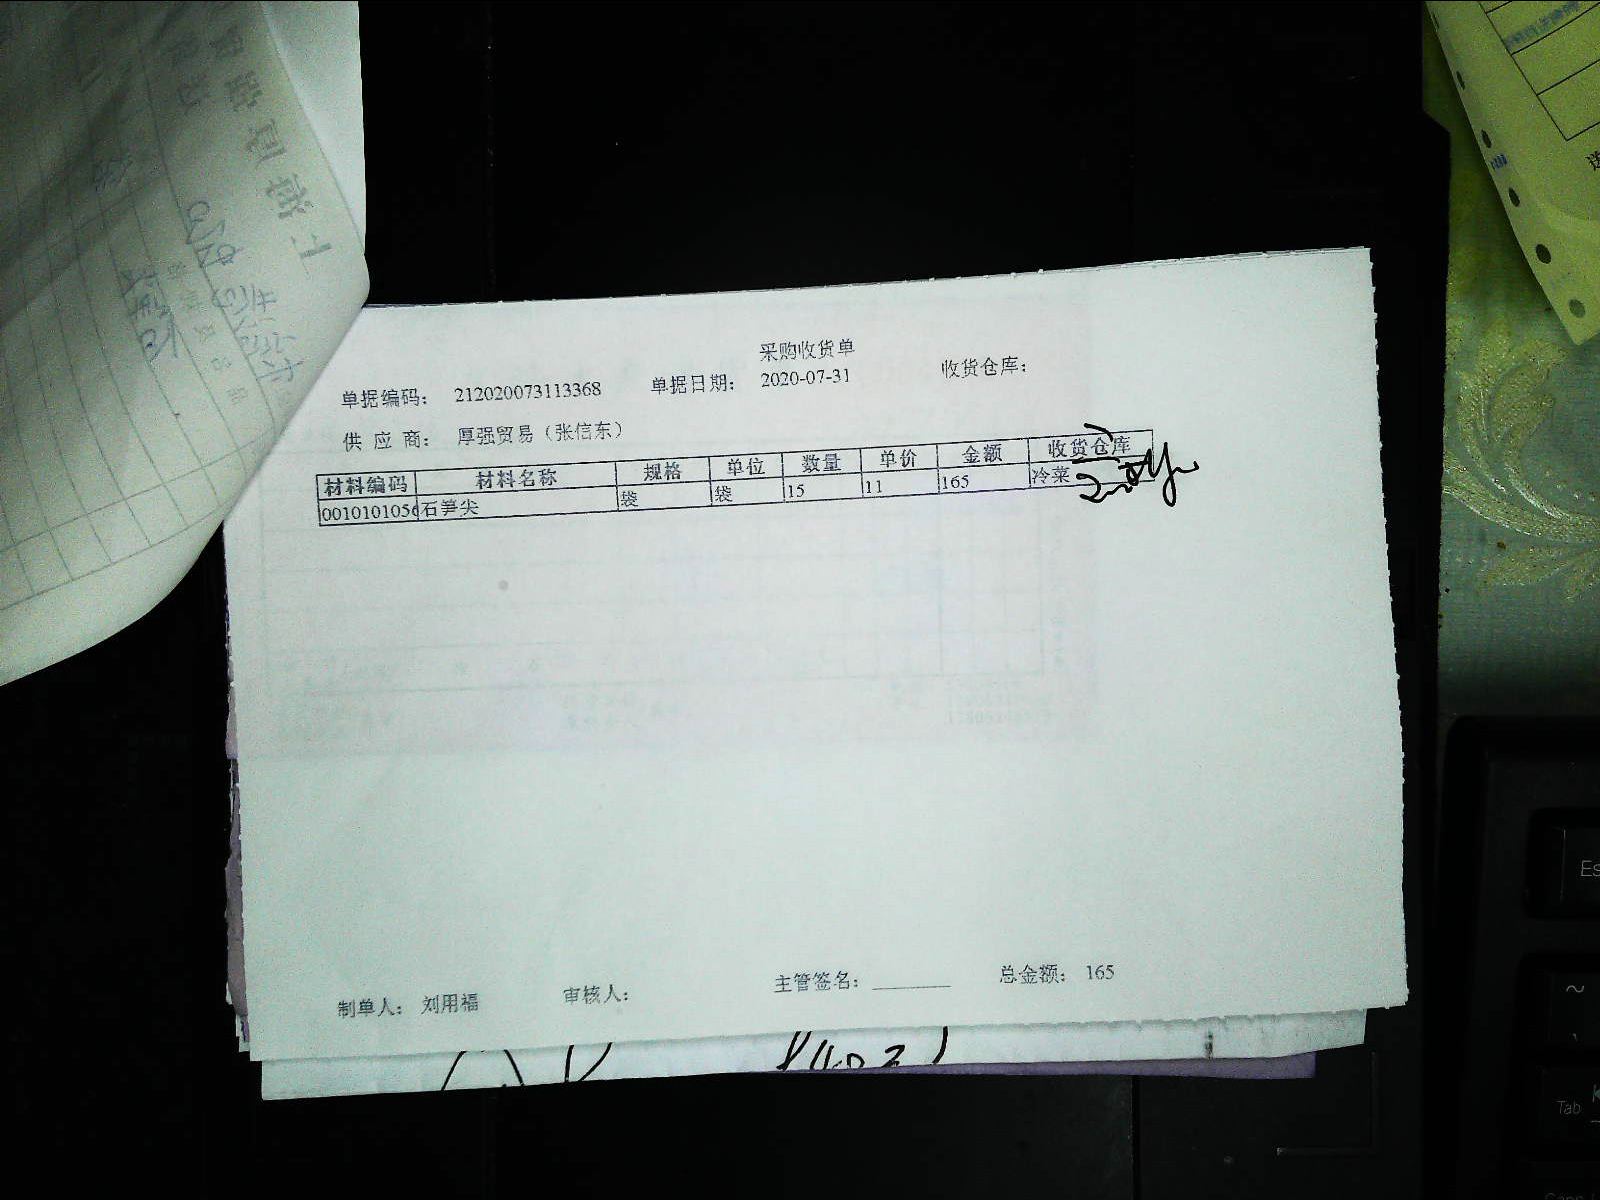 采购收货单
单据编码： 212020073113368 单据日期： 2020-07-31 收货仓库：
供 应 商： 厚强贸易（张信东）
材料编码 材料名称 规格 单位 数量 单价 金额 收货仓库
0010101056 石笋尖 袋 袋 15 11 165 冷菜
制单人： 刘用福 审核人： 主管签名： 总金额： 165
Tab